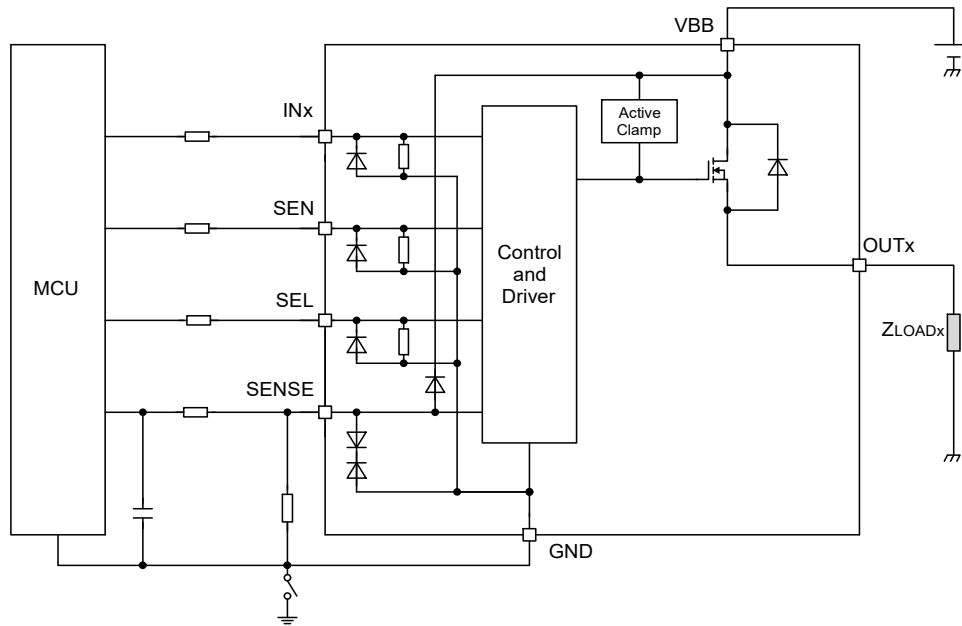 VBB
INx
Active
Clamp
SEN
Control
and
Driver
OUTx
MCU
SEL
ZLOADx
SENSE
GND